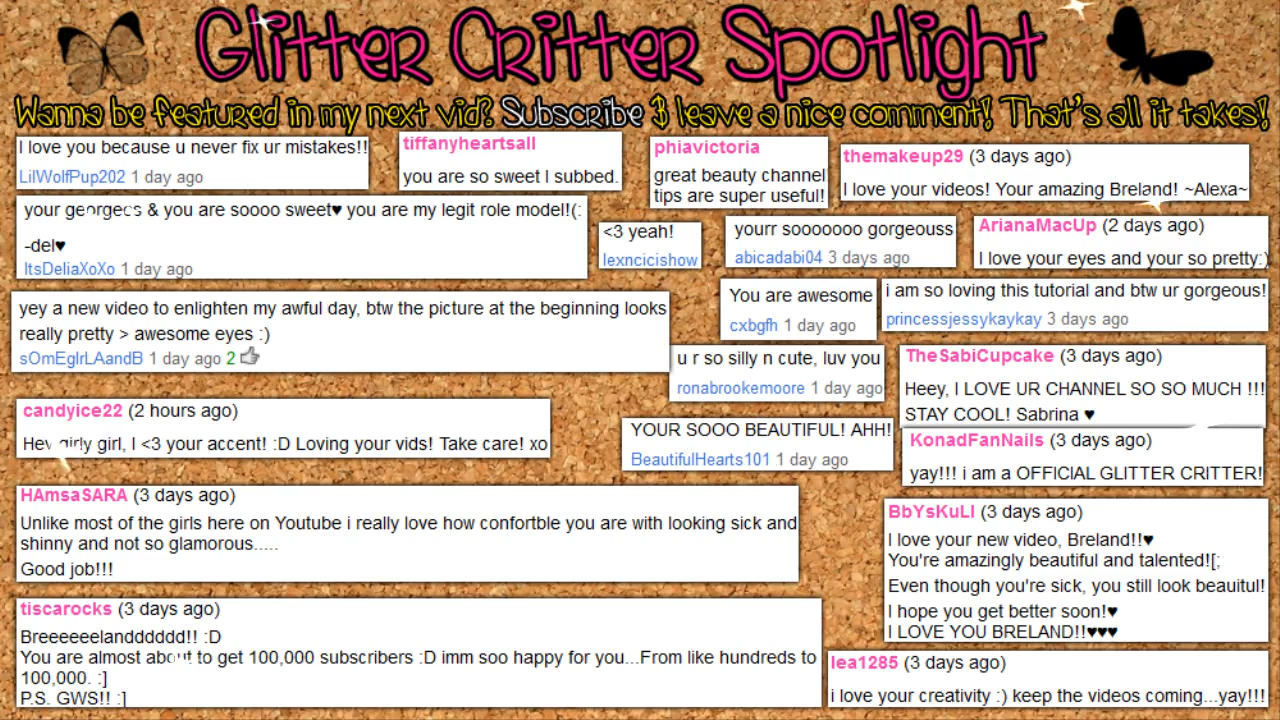 Glitter Critter Spotlight
Wanna be featured in my next vid? Subscribe & leave a nice comment! That's all it takes!
I love you because u never fix ur mistakes!!
LilWolfPup202 1 day ago
tiffanyheartsall
you are so sweet I subbed.
phiavictoria
great beauty channel
tips are super useful!
themakeup29 (3 days ago)
I love your videos! Your amazing Breland! ~Alexa~
your georgecs & you are soooo sweet♥ you are my legit role model!(:
-del♥
ItsDeliaXoXo 1 day ago
<3 yeah!
lexncicishow
yourr sooooooo gorgeouss
abicadabi04 3 days ago
ArianaMacUp (2 days ago)
I love your eyes and your so pretty:)
yey a new video to enlighten my awful day, btw the picture at the beginning looks
really pretty > awesome eyes :)
sOmEgIrLAandB 1 day ago 2
You are awesome
cxbgfh 1 day ago
i am so loving this tutorial and btw ur gorgeous!
princessjessykaykay 3 days ago
u r so silly n cute, luv you
ronabrookemoore 1 day ago
TheSabiCupcake (3 days ago)
Heey, I LOVE UR CHANNEL SO SO MUCH !!!
STAY COOL! Sabrina ♥
candyice22 (2 hours ago)
Hey girly girl, I <3 your accent! :D Loving your vids! Take care! xo
YOUR SOOO BEAUTIFUL! AHH!
BeautifulHearts101 1 day ago
KonadFanNails (3 days ago)
yay!!! i am a OFFICIAL GLITTER CRITTER!
HAmsaSARA (3 days ago)
Unlike most of the girls here on Youtube i really love how confortble you are with looking sick and
shinny and not so glamorous.....
Good job!!!
BbYsKuLl (3 days ago)
I love your new video, Breland!!♥
You're amazingly beautiful and talented![;
Even though you're sick, you still look beauitul!
I hope you get better soon!♥
I LOVE YOU BRELAND!!♥♥♥
tiscarocks (3 days ago)
Breeeeeelandddddd!! :D
You are almost about to get 100,000 subscribers :D imm soo happy for you...From like hundreds to
100,000. :]
P.S. GWS!! :]
lea1285 (3 days ago)
i love your creativity :) keep the videos coming...yay!!!